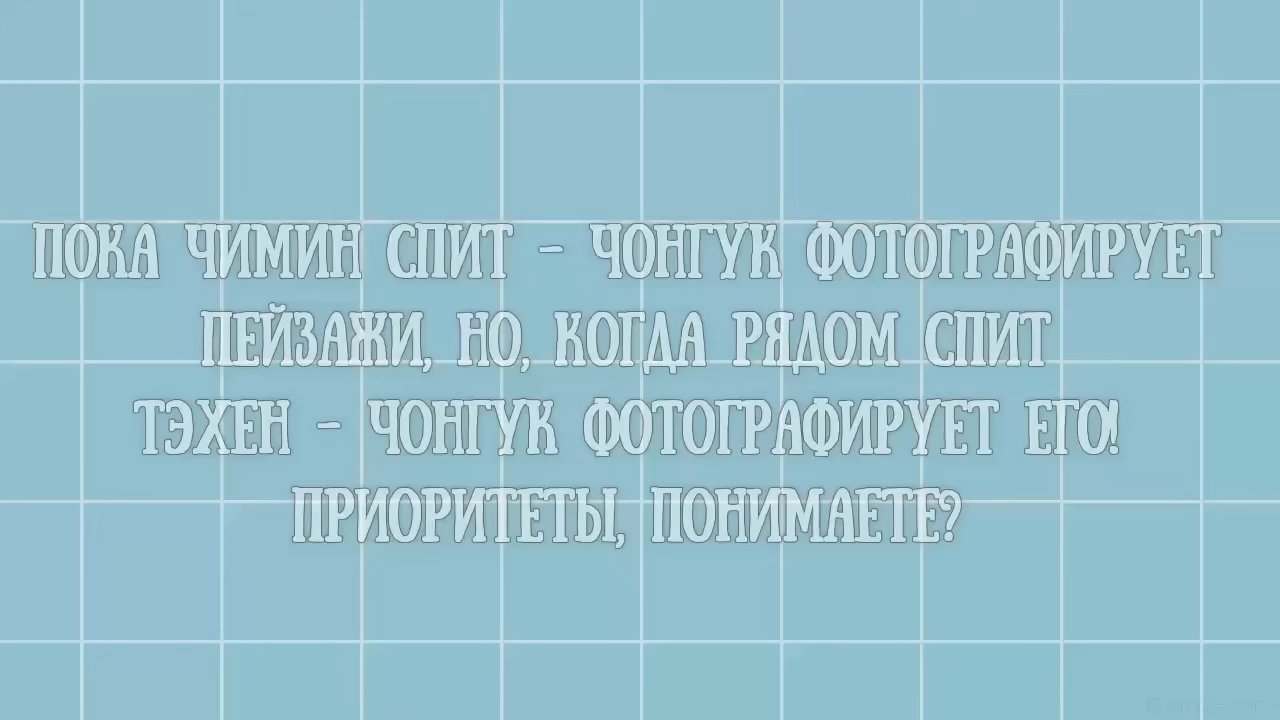 ПОКА ЧИМИН СПИТ - ЧОНГУК ФОТОГРАФИРУЕТ
ПЕЙЗАЖИ, НО, КОГДА РЯДОМ СПИТ
ТЭХЕН - ЧОНГУК ФОТОГРАФИРУЕТ ЕГО!
ПРИОРИТЕТЫ, ПОНИМАЕТЕ?